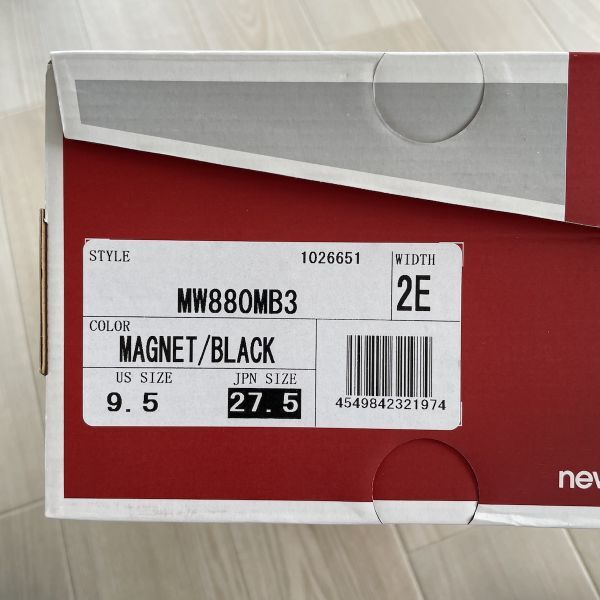 STYLE 1026651 WIDTH
MW880MB3 2E
COLOR
MAGNET/BLACK
US SIZE JPN SIZE
9.5 27.5
4549842321974
new